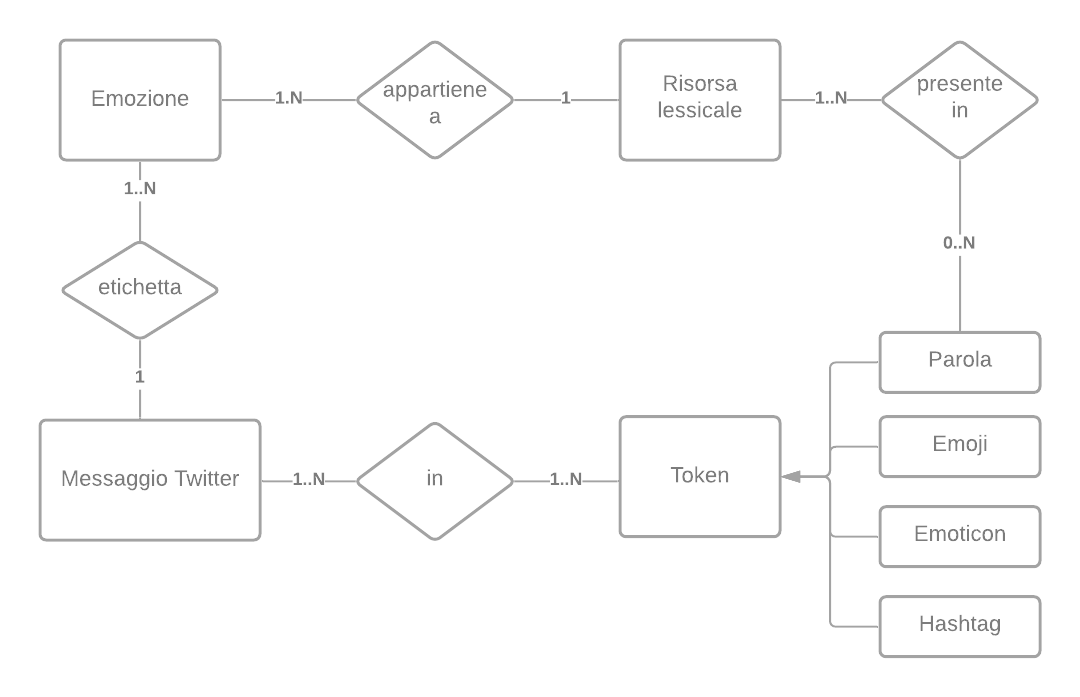 Emozione
1.N
appartiene
a
1
Risorsa
lessicale
1..N
presente
in
1..N
0..N
etichetta
1
Parola
Emoji
Messaggio Twitter
1..N
in
1..N
Token
Emoticon
Hashtag